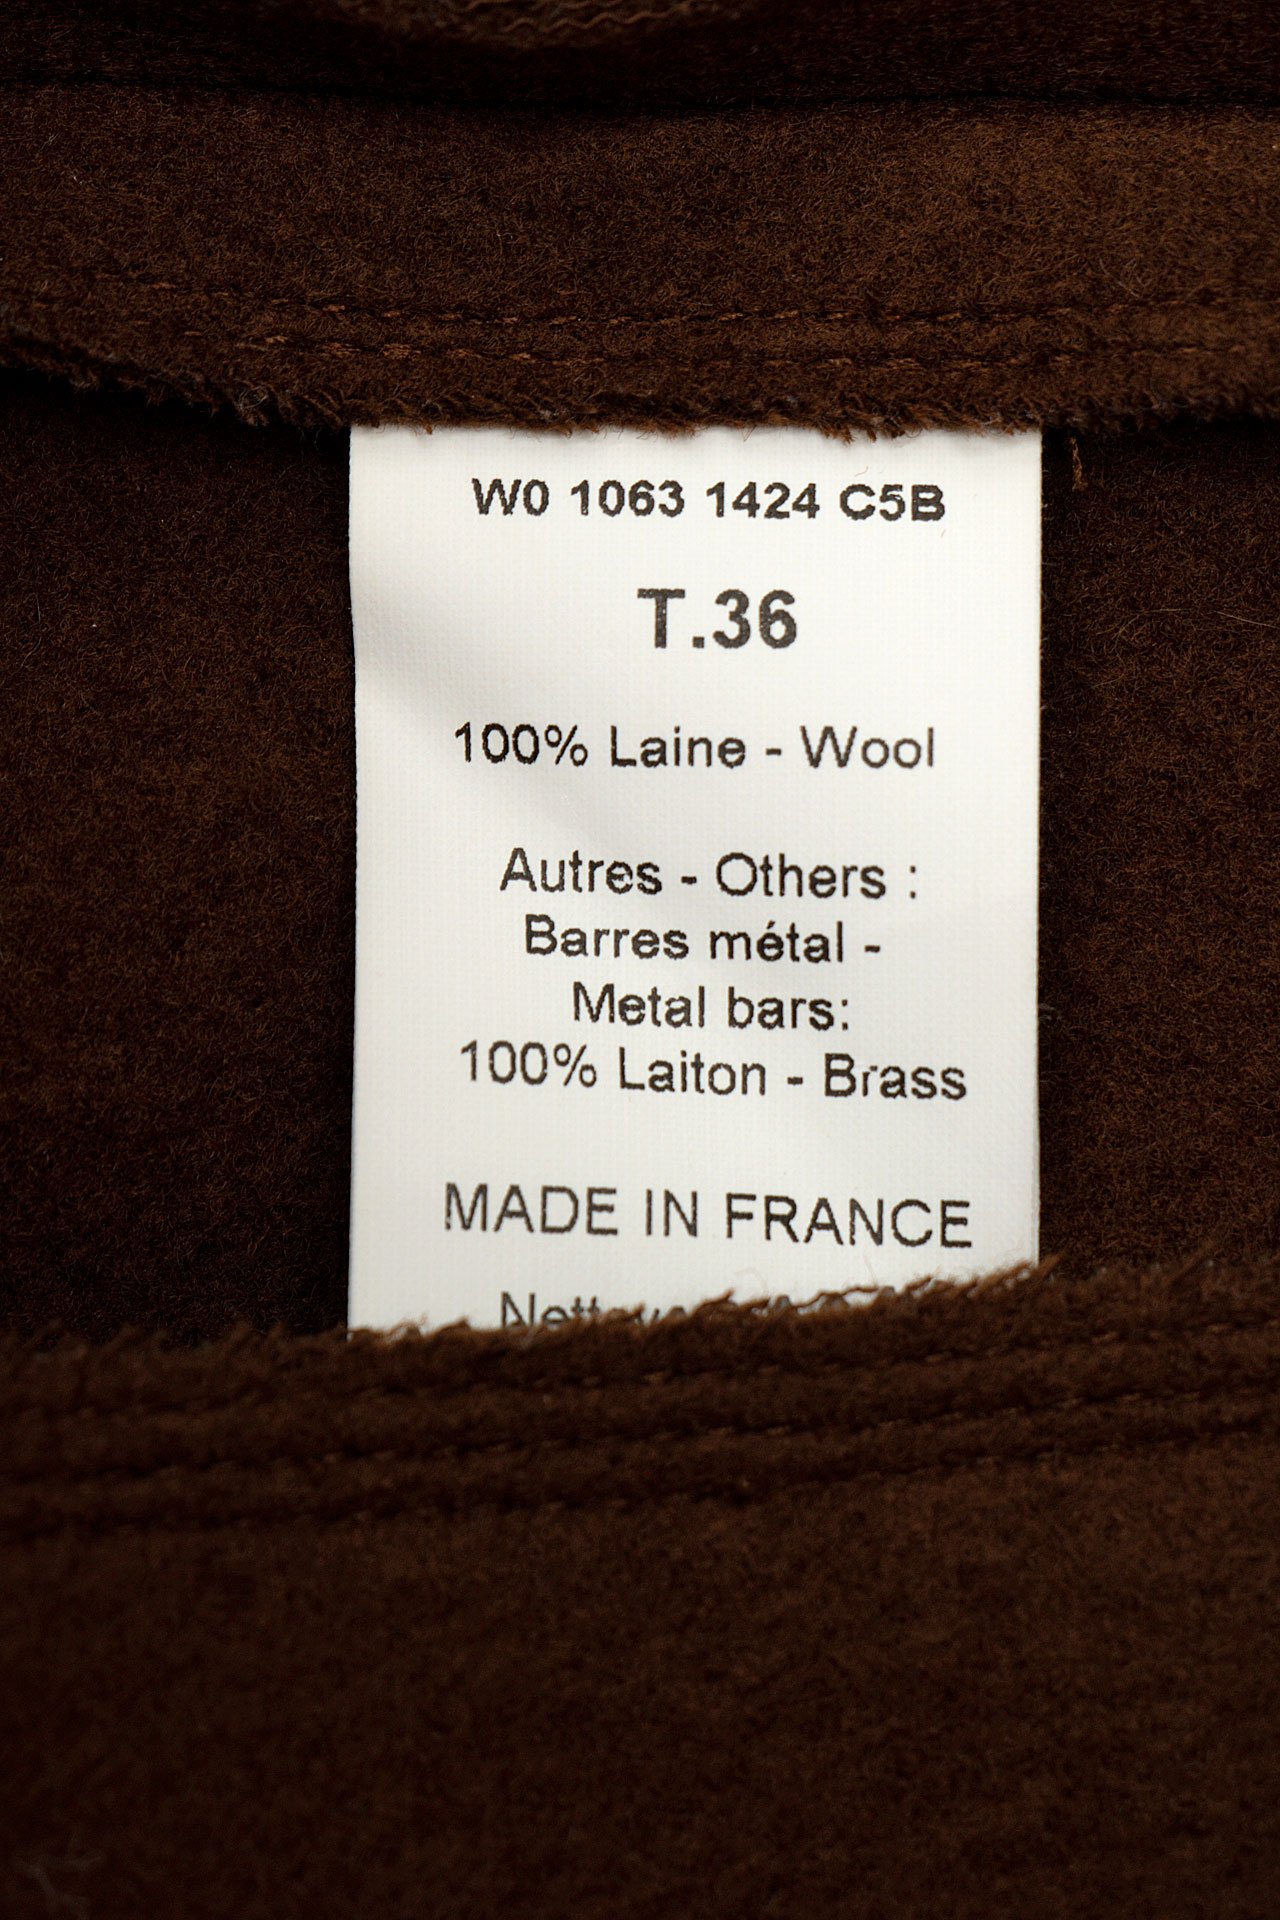 W0 1063 1424 C5B
T.36
100% Laine - Wool
Autres - Others :
Barres métal -
Metal bars:
100% Laiton - Brass
MADE IN FRANCE